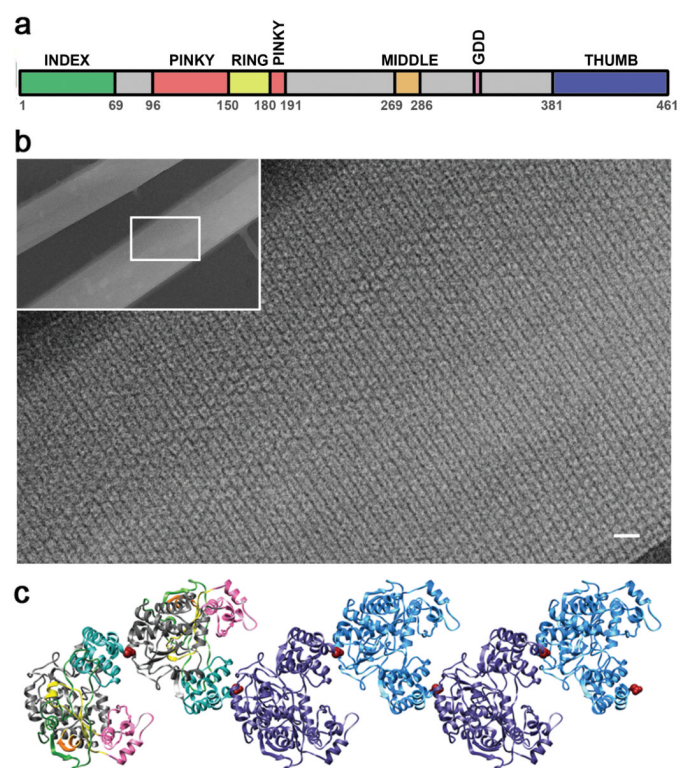 a
INDEX PINKY RING PINKY MIDDLE GDD THUMB
1 69 96 150 180 191 269 286 381 461
b
c